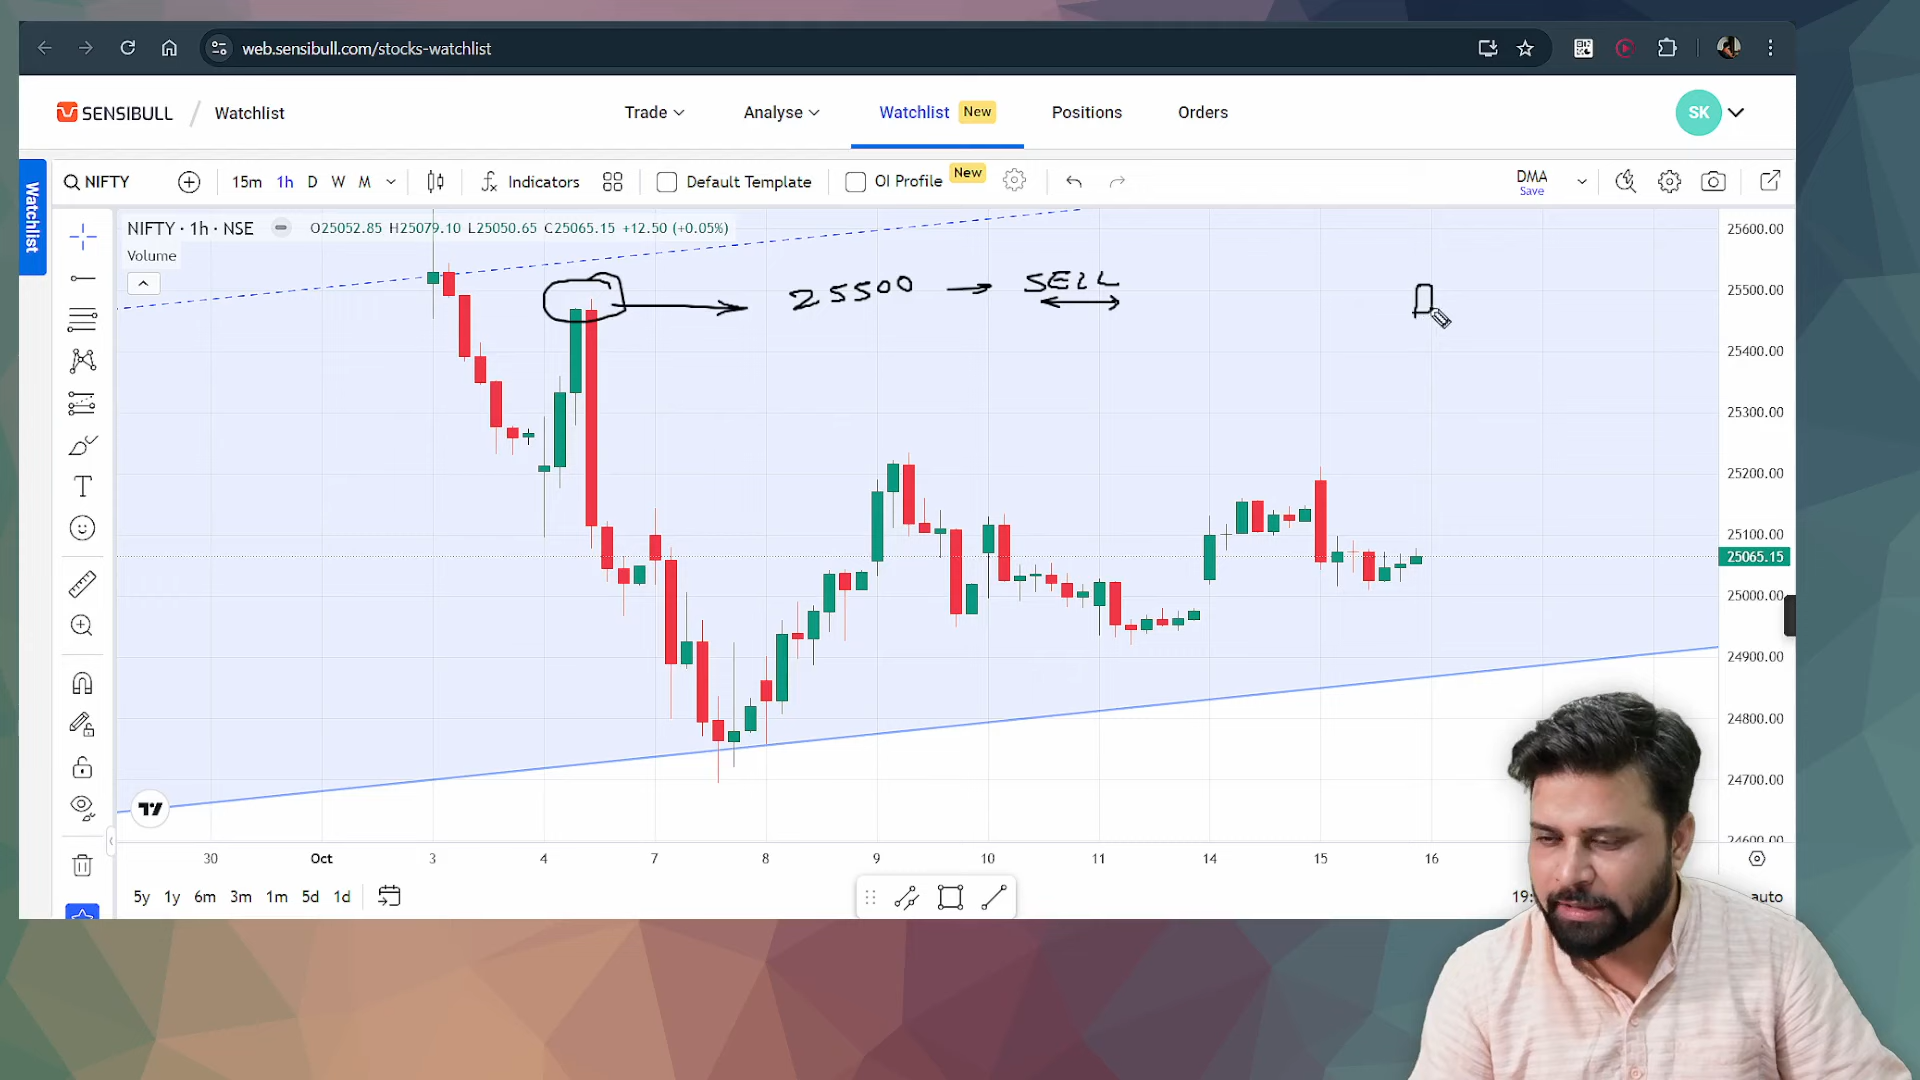 web.sensibull.com/stocks-watchlist
SENSIBULL / Watchlist
Trade
Analyse
Watchlist New
Positions
Orders
SK
Watchlist
NIFTY
15m 1h D W M
Indicators
Default Template
OI Profile New
DMA
Save
NIFTY · 1h · NSE
O25052.85 H25079.10 L25050.65 C25065.15 +12.50 (+0.05%)
Volume
25500 → SELL
25600.00
25500.00
25400.00
25300.00
25200.00
25100.00
25065.15
25000.00
24900.00
24800.00
24700.00
24600.00
30 Oct 3 4 7 8 9 10 11 14 15 16
5y 1y 6m 3m 1m 5d 1d
19:
auto